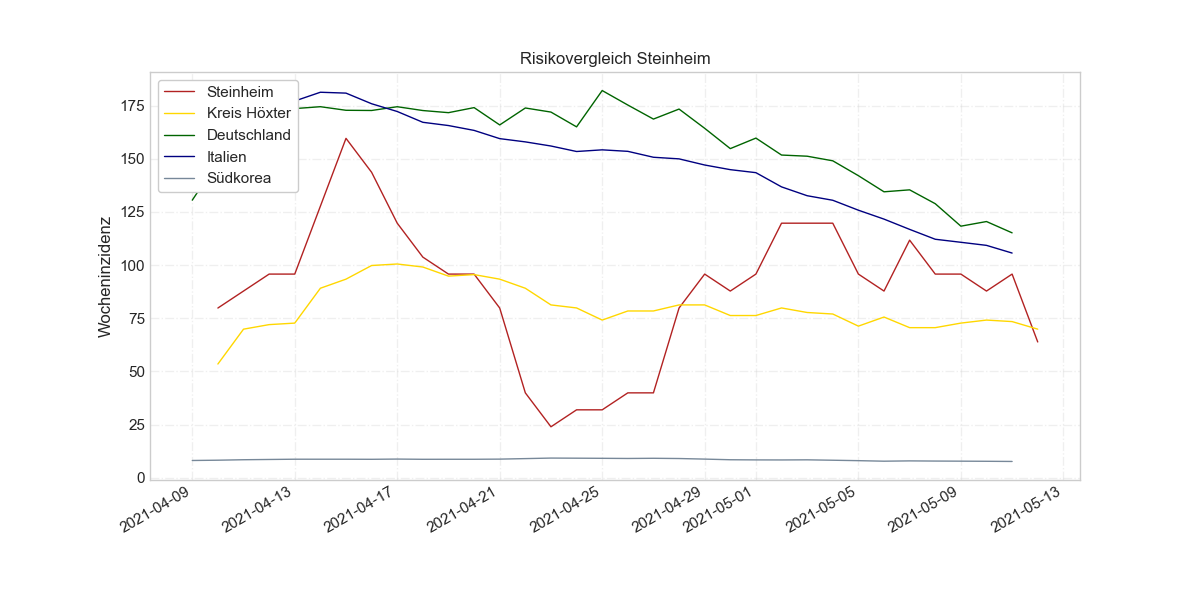 Risikovergleich Steinheim
Steinheim
Kreis Höxter
Deutschland
Italien
Südkorea
Wocheninzidenz
175
150
125
100
75
50
25
0
2021-04-09
2021-04-13
2021-04-17
2021-04-21
2021-04-25
2021-04-29
2021-05-01
2021-05-05
2021-05-09
2021-05-13